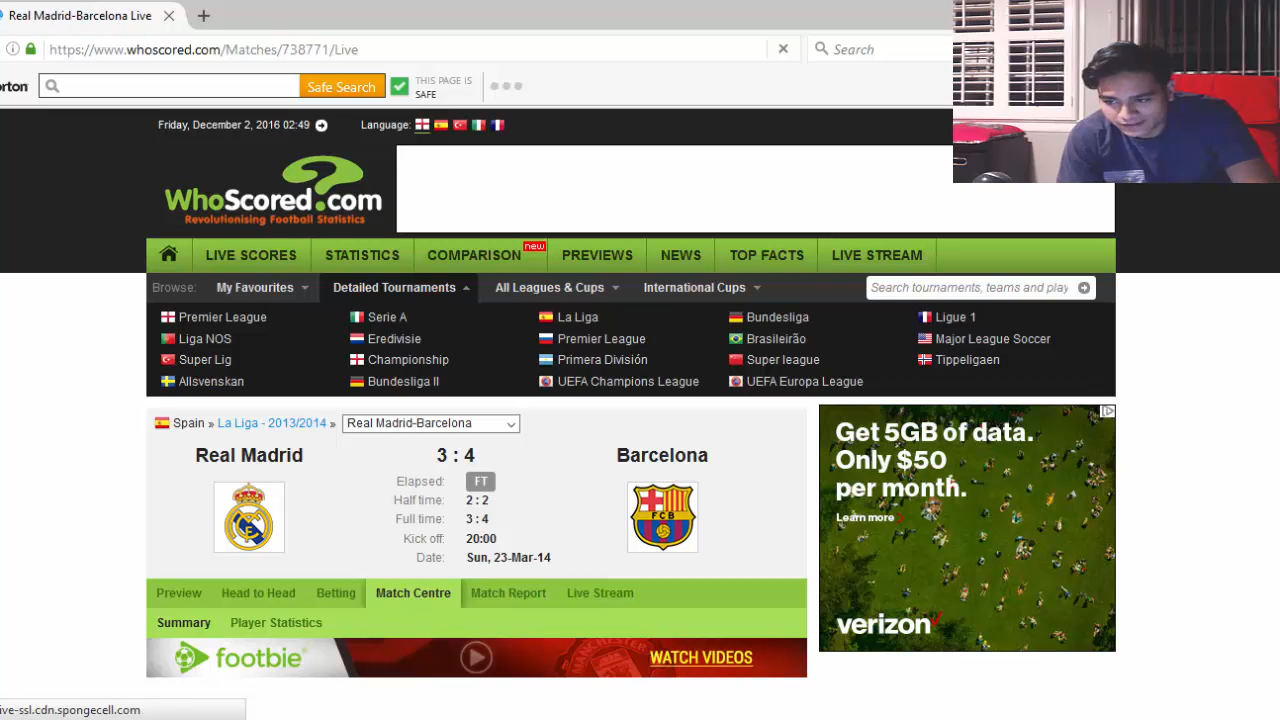 Real Madrid-Barcelona Live
https://www.whoscored.com/Matches/738771/Live
Search
orton
Safe Search
THIS PAGE IS
SAFE
Friday, December 2, 2016 02:49
Language:
WhoScored.com
Revolutionising Football Statistics
LIVE SCORES STATISTICS COMPARISON new PREVIEWS NEWS TOP FACTS LIVE STREAM
Browse: My Favourites Detailed Tournaments All Leagues & Cups International Cups Search tournaments, teams and play
Premier League Serie A La Liga Bundesliga Ligue 1
Liga NOS Eredivisie Premier League Brasileirão Major League Soccer
Super Lig Championship Primera División Super league Tippeligaen
Allsvenskan Bundesliga II UEFA Champions League UEFA Europa League
Spain » La Liga - 2013/2014 » Real Madrid-Barcelona
Real Madrid 3 : 4 Barcelona
Elapsed: FT
Half time: 2 : 2
Full time: 3 : 4
Kick off: 20:00
Date: Sun, 23-Mar-14
FCB
Preview Head to Head Betting Match Centre Match Report Live Stream
Summary Player Statistics
footbie
MANCHESTER
WATCH VIDEOS
Get 5GB of data.
Only $50
per month.
Learn more
verizon
ive-ssl.cdn.spongecell.com